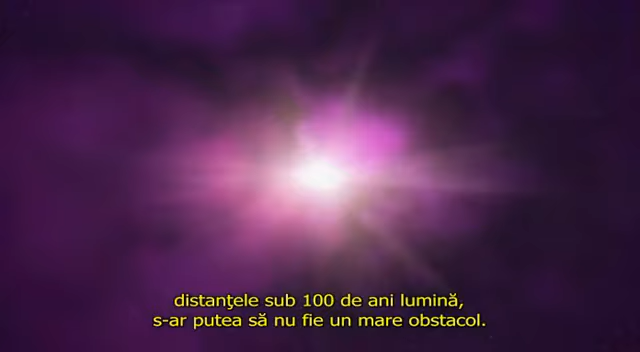 distanţele sub 100 de ani lumină,
s-ar putea să nu fie un mare obstacol.